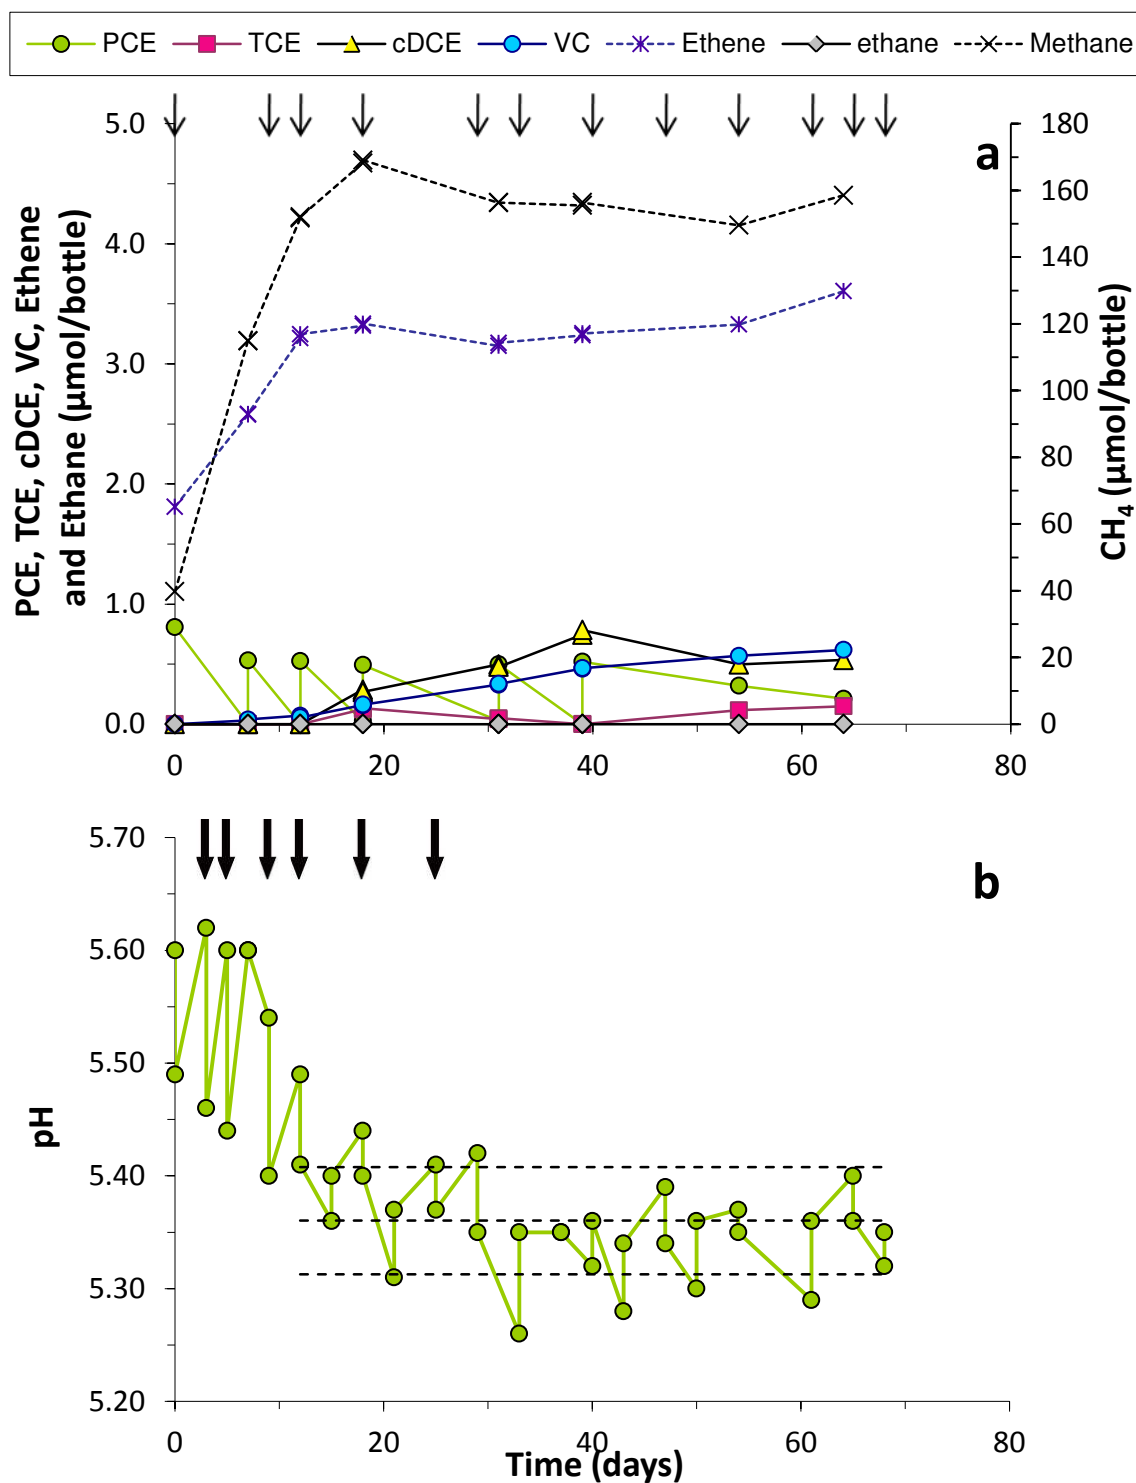 PCE TCE cDCE VC Ethene ethane Methane
a
PCE, TCE, cDCE, VC, Ethene
and Ethane (µmol/bottle)
5.0
4.0
3.0
2.0
1.0
0.0
180
160
140
120
100
80
60
40
20
0
CH4 (µmol/bottle)
0 20 40 60 80
b
pH
5.70
5.60
5.50
5.40
5.30
5.20
0 20 40 60 80
Time (days)